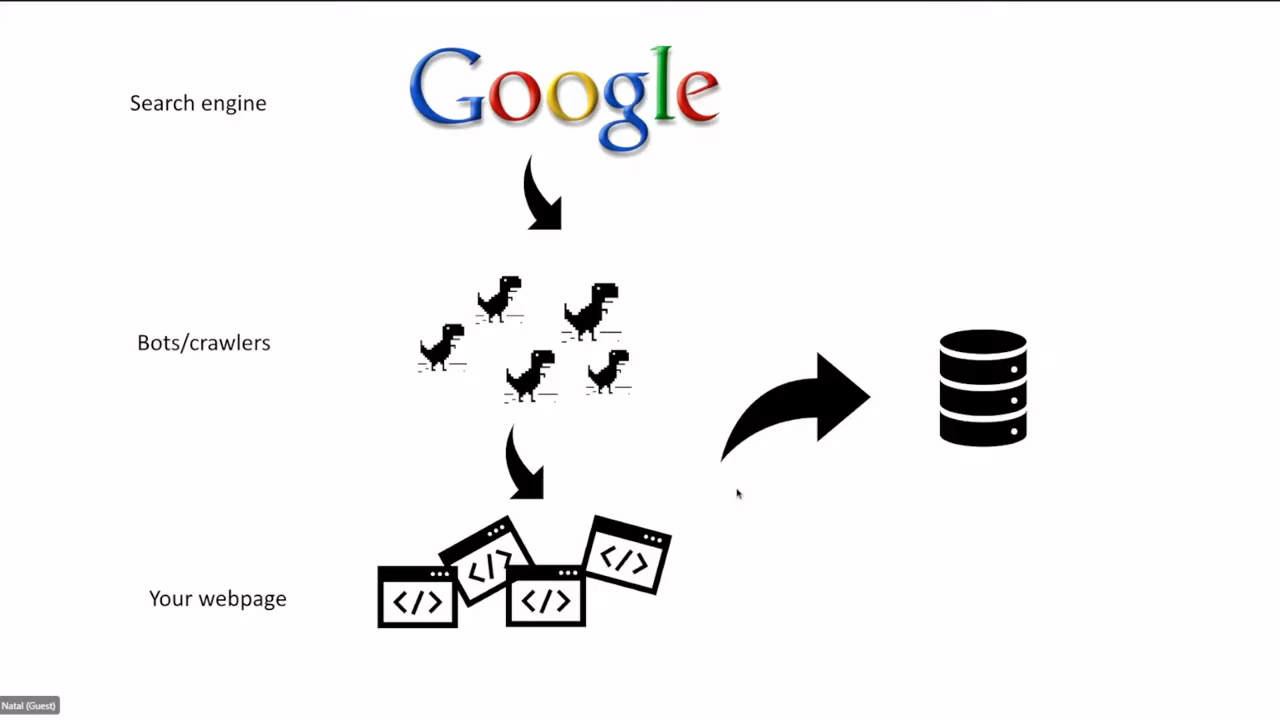 Google
Search engine
Bots/crawlers
</>
</>
</>
</>
Your webpage
Natal (Guest)